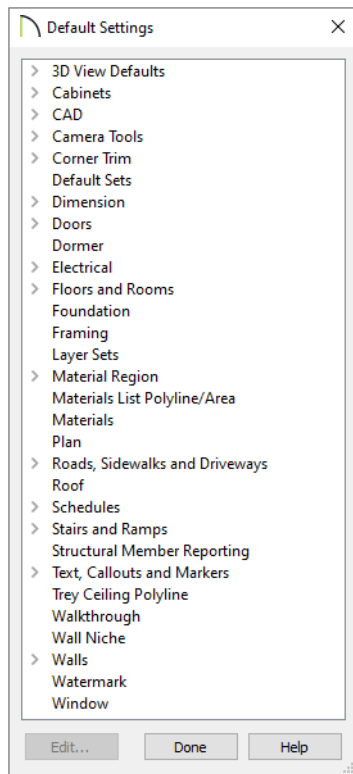 Default Settings
3D View Defaults
Cabinets
CAD
Camera Tools
Corner Trim
Default Sets
Dimension
Doors
Dormer
Electrical
Floors and Rooms
Foundation
Framing
Layer Sets
Material Region
Materials List Polyline/Area
Materials
Plan
Roads, Sidewalks and Driveways
Roof
Schedules
Stairs and Ramps
Structural Member Reporting
Text, Callouts and Markers
Trey Ceiling Polyline
Walkthrough
Wall Niche
Walls
Watermark
Window
Edit... Done Help